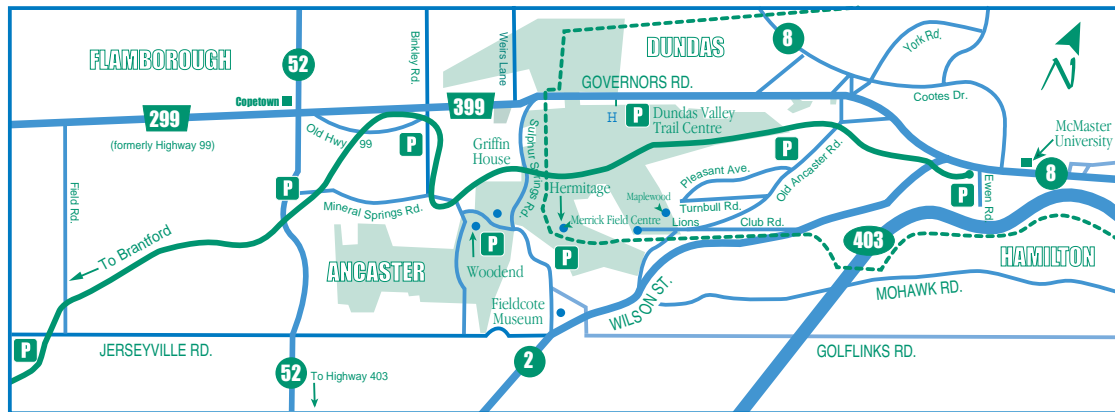 FLAMBOROUGH
52
Binkley Rd.
Weirs Lane
DUNDAS
8
York Rd.
N
Copetown
GOVERNORS RD.
Cootes Dr.
299
399
(formerly Highway 99)
Old Hwy 99
P
Griffin
House
Sulphur Springs Rd.
H
P
Dundas Valley
Trail Centre
P
Old Ancaster Rd.
McMaster
University
8
Field Rd.
P
Mineral Springs Rd.
Hermitage
Pleasant Ave.
Maplewood
Turnbull Rd.
Ewen Rd.
P
Merrick Field Centre
Lions Club Rd.
To Brantford
ANCASTER
P
Woodend
P
403
HAMILTON
Fieldcote
Museum
WILSON ST.
MOHAWK RD.
P
JERSEYVILLE RD.
GOLFLINKS RD.
52
To Highway 403
2